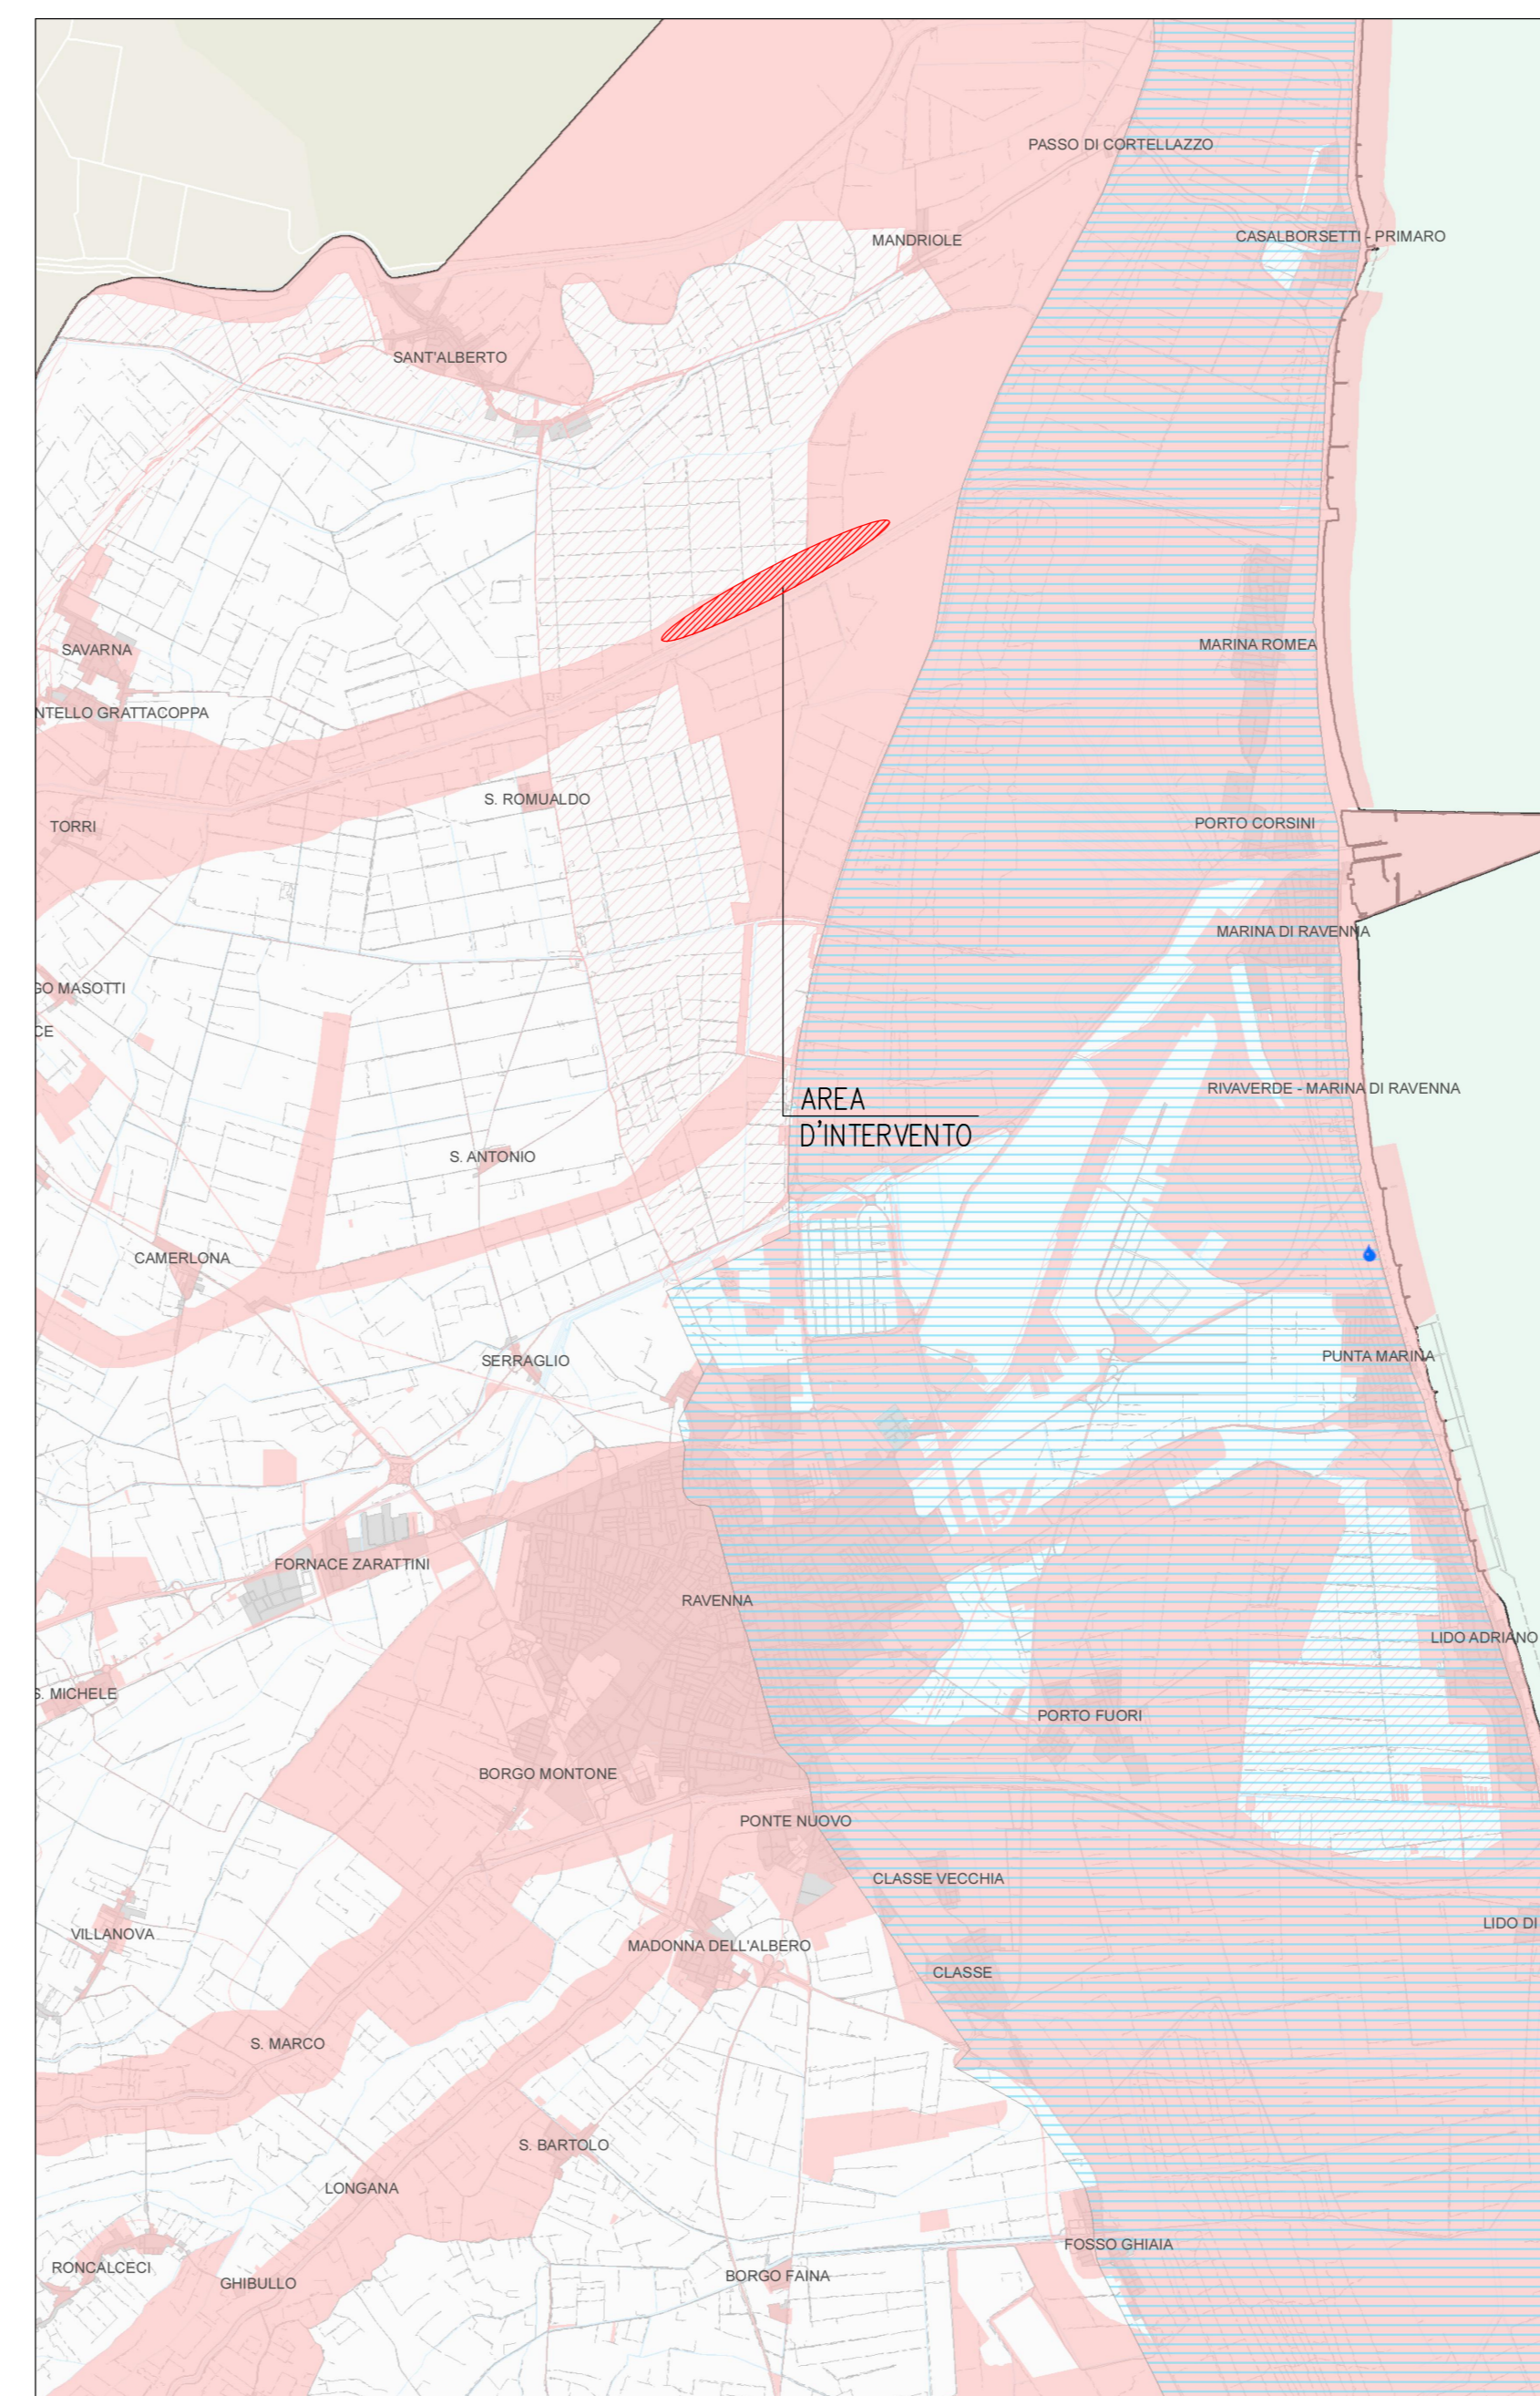 PASSO DI CORTELLAZZO
MANDRIOLE
CASALBORSETTI - PRIMARO
SANT'ALBERTO
SAVARNA
MARINA ROMEA
NTELLO GRATTACOPPA
S. ROMUALDO
TORRI
PORTO CORSINI
MARINA DI RAVENNA
GO MASOTTI
CE
RIVAVERDE - MARINA DI RAVENNA
AREA
D'INTERVENTO
S. ANTONIO
CAMERLONA
SERRAGLIO
PUNTA MARINA
FORNACE ZARATTINI
RAVENNA
LIDO ADRIANO
S. MICHELE
PORTO FUORI
BORGO MONTONE
PONTE NUOVO
CLASSE VECCHIA
LIDO DI
VILLANOVA
MADONNA DELL'ALBERO
CLASSE
S. MARCO
S. BARTOLO
LONGANA
FOSSO GHIAIA
RONCALCECI
BORGO FAINA
GHIBULLO